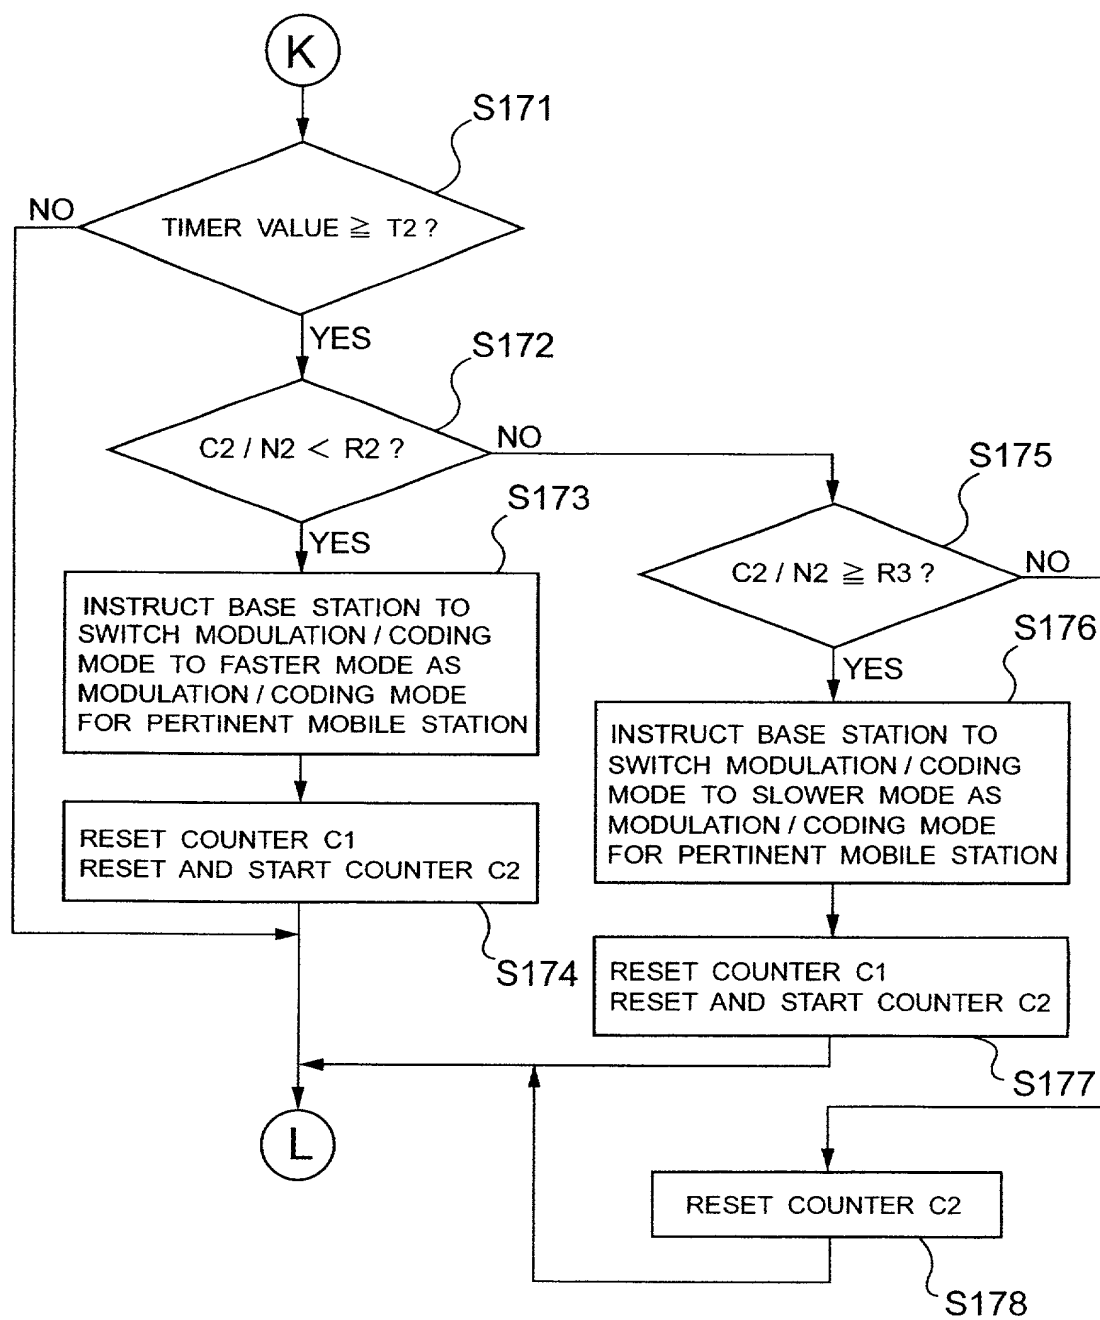 K
S171
NO
TIMER VALUE ≧ T2 ?
YES
S172
C2 / N2 < R2 ?
NO
S175
S173
YES
C2 / N2 ≧ R3 ?
NO
INSTRUCT BASE STATION TO
SWITCH MODULATION / CODING
MODE TO FASTER MODE AS
MODULATION / CODING MODE
FOR PERTINENT MOBILE STATION
S176
YES
INSTRUCT BASE STATION TO
SWITCH MODULATION / CODING
MODE TO SLOWER MODE AS
MODULATION / CODING MODE
FOR PERTINENT MOBILE STATION
RESET COUNTER C1
RESET AND START COUNTER C2
S174
RESET COUNTER C1
RESET AND START COUNTER C2
S177
L
RESET COUNTER C2
S178